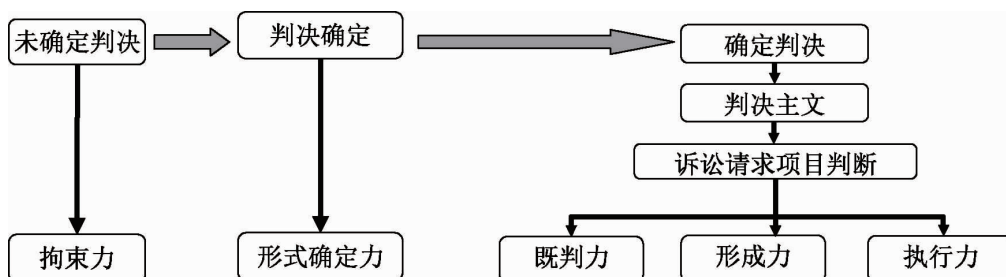 未确定判决
判决确定
确定判决
判决主文
诉讼请求项目判断
拘束力
形式确定力
既判力
形成力
执行力